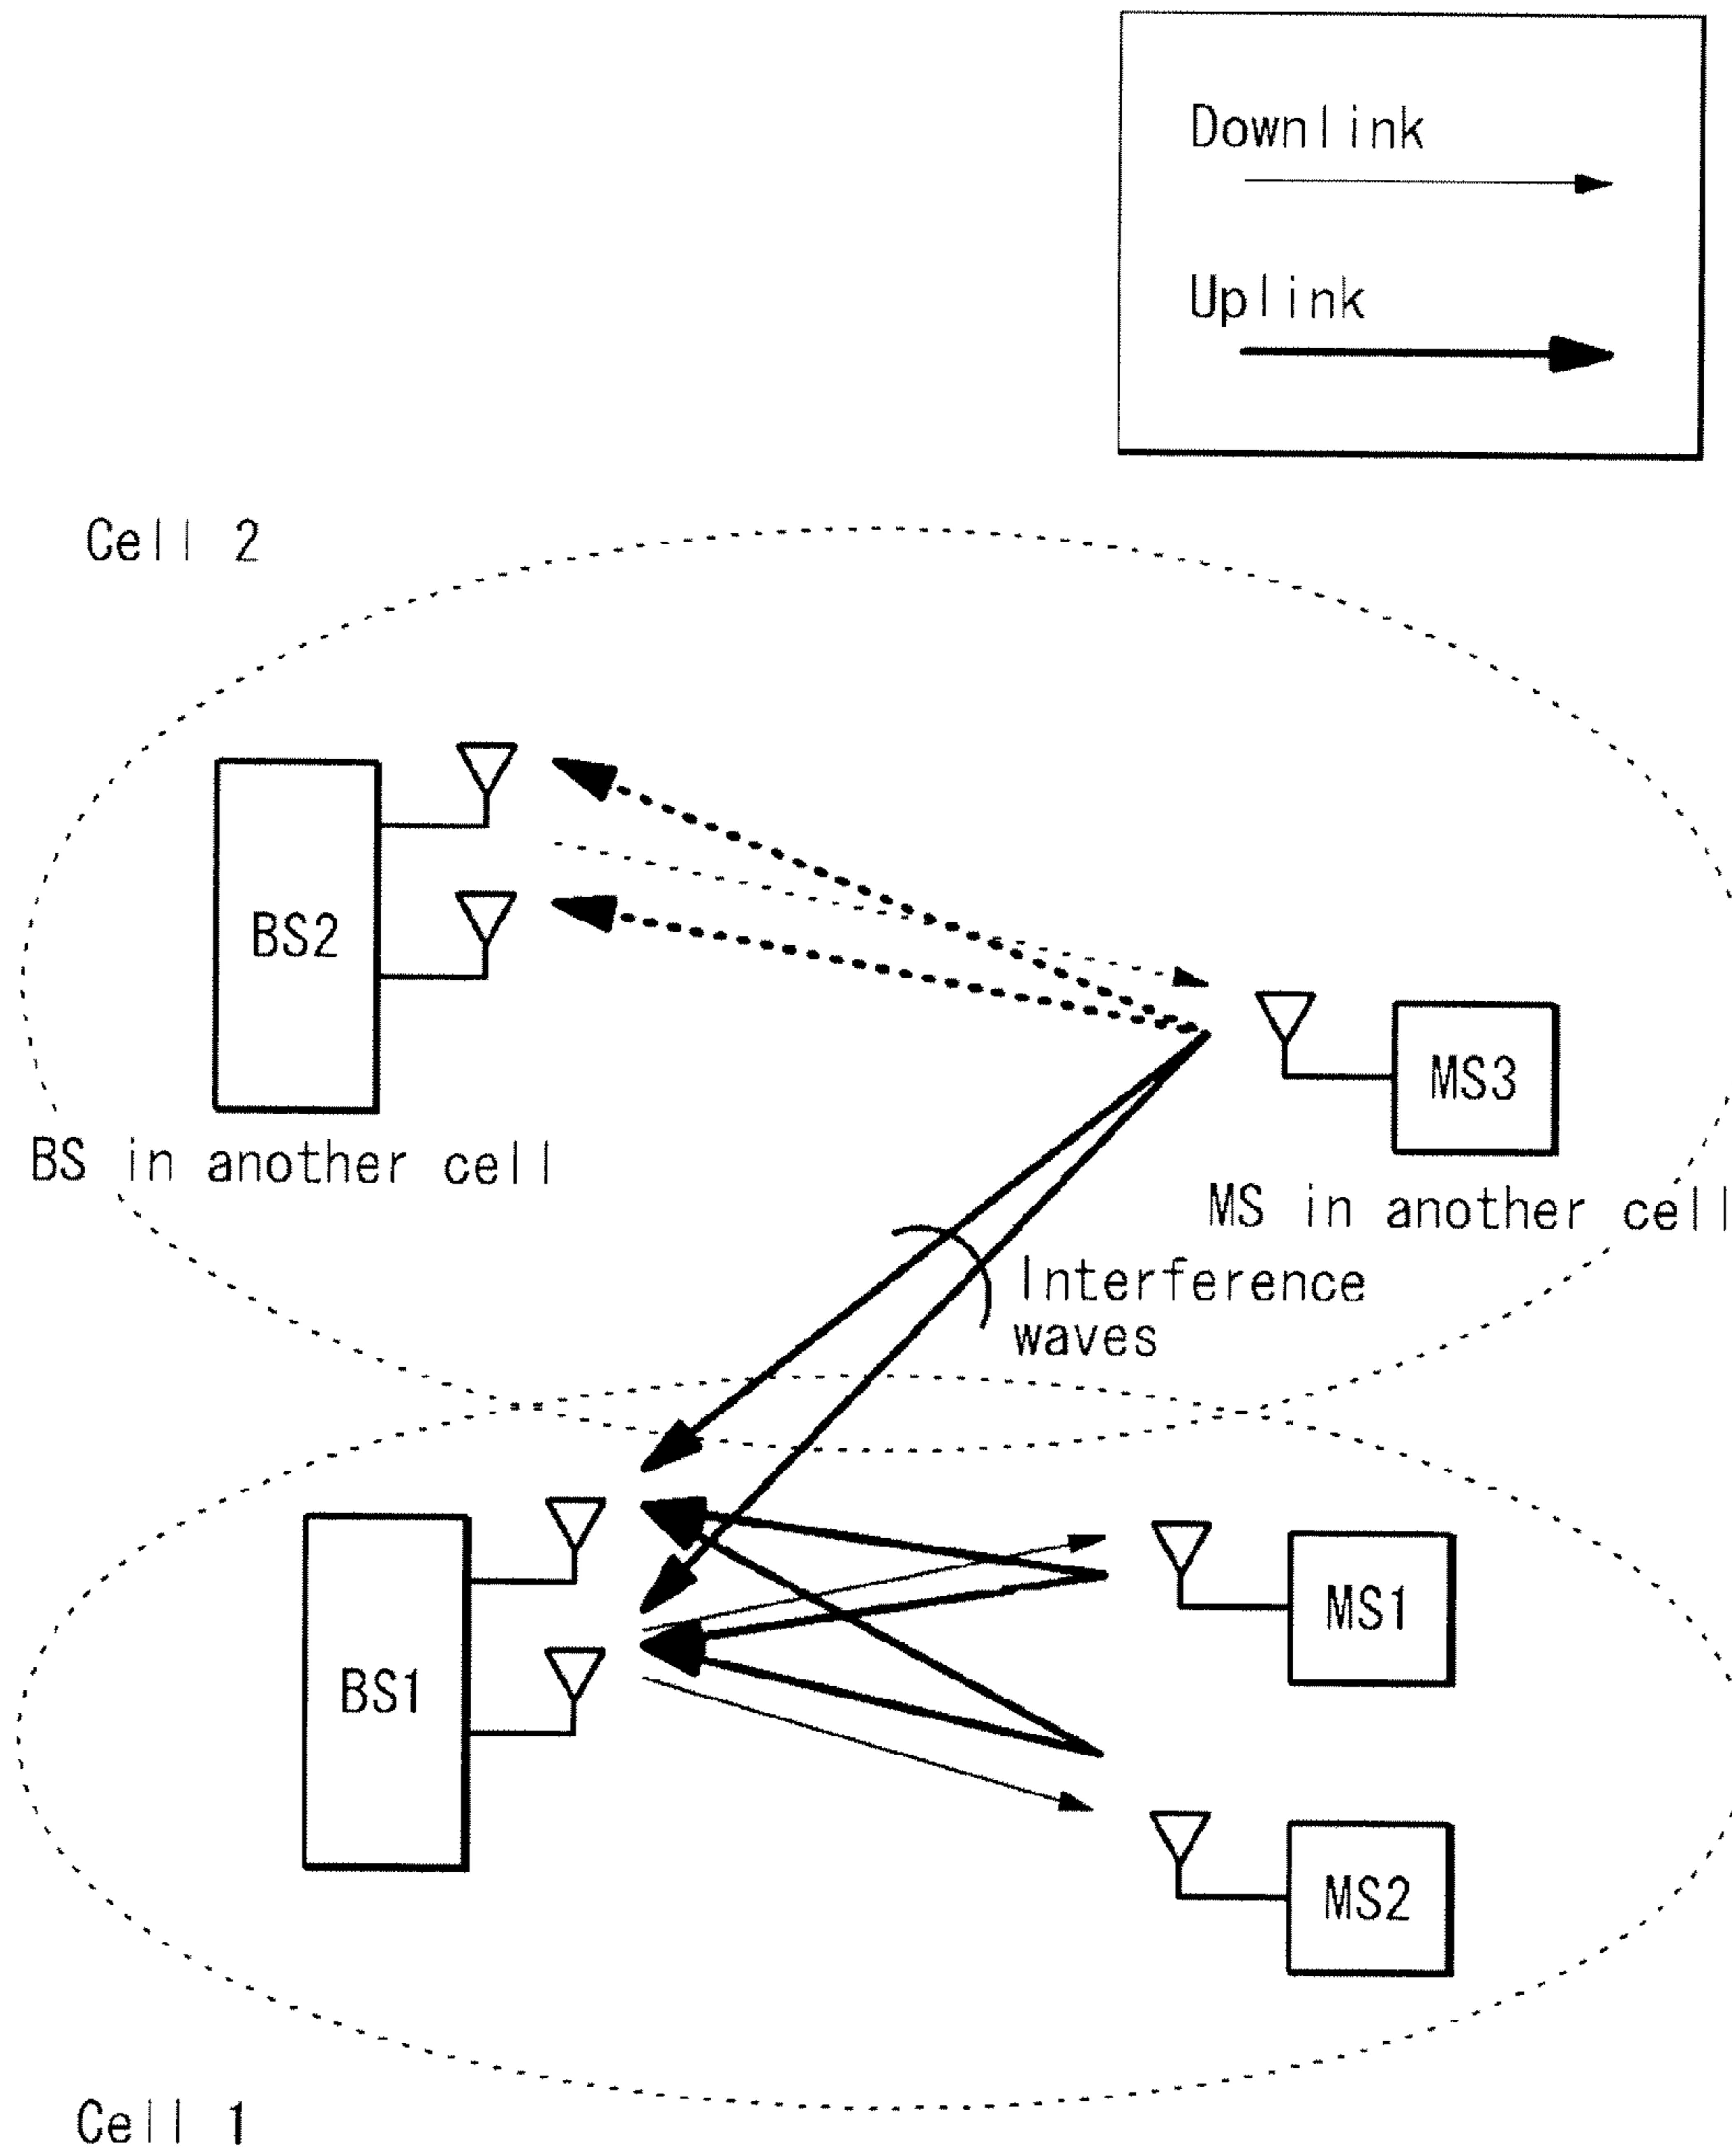 Downlink
Uplink
Cell 2
BS2
MS3
BS in another cell
MS in another cell
Interference
waves
BS1
MS1
MS2
Cell 1